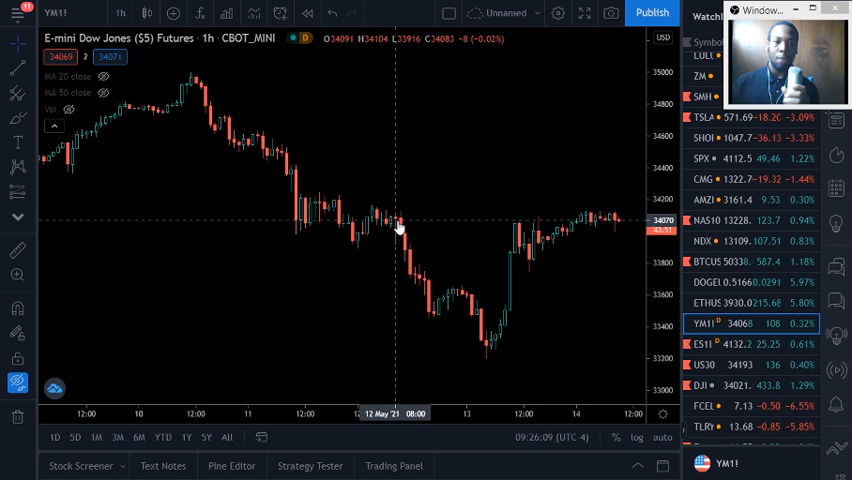 11
YM1!
1h
Unnamed
Publish
Watchli
Window...
E-mini Dow Jones ($5) Futures · 1h · CBOT_MINI
D
O34091 H34104 L33916 C34083 -8 (-0.02%)
USD
34069
2
34071
MA 20 close
MA 50 close
Vol
35000
34800
34600
34400
34200
34070
43:51
33800
33600
33400
33200
33000
Symbol
LULU
ZM
SMH
TSLA 571.69 -18.20 -3.09%
SHOI 1047.7 -36.13 -3.33%
SPX 4112.5 49.46 1.22%
CMG 1322.7 -19.32 -1.44%
AMZI 3161.4 9.53 0.30%
NAS10 13228. 123.7 0.94%
NDX 13109. 107.51 0.83%
BTCUS 50338. 587.4 1.18%
DOGEI 0.5166 0.0291 5.97%
ETHUS 3930.0 215.68 5.80%
YM1! D 34068 108 0.32%
ES1! D 4132.2 25.25 0.61%
US30 34193 136 0.40%
DJI 34021. 433.8 1.29%
FCEL 7.13 -0.50 -6.55%
TLRY 13.68 -0.85 -5.85%
12:00
10
12:00
11
12:00
12 May '21 08:00
13
12:00
14
12:00
1D 5D 1M 3M 6M YTD 1Y 5Y All
09:26:09 (UTC-4)
%
log
auto
Stock Screener
Text Notes
Pine Editor
Strategy Tester
Trading Panel
YM1!